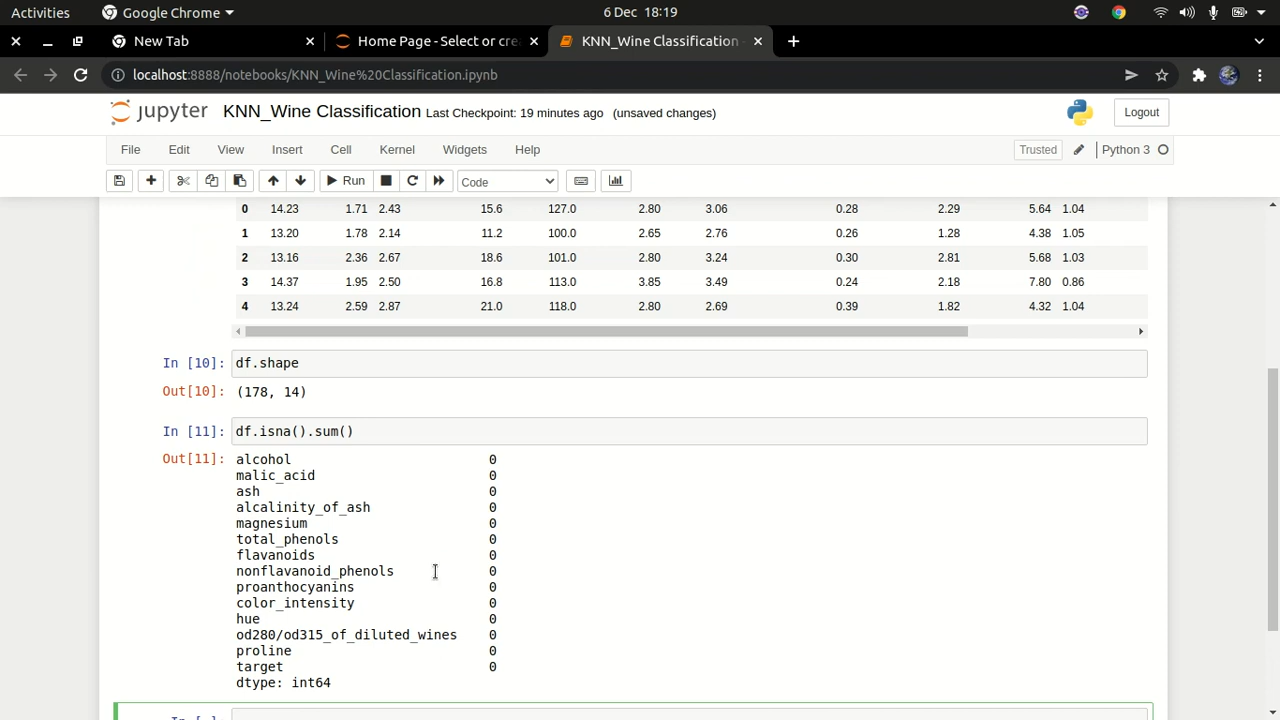 Activities Google Chrome 6 Dec 18:19
New Tab Home Page - Select or cre KNN_Wine Classification -
localhost:8888/notebooks/KNN_Wine%20Classification.ipynb
jupyter KNN_Wine Classification Last Checkpoint: 19 minutes ago (unsaved changes) Logout
File Edit View Insert Cell Kernel Widgets Help Trusted Python 3
Run Code
0 14.23 1.71 2.43 15.6 127.0 2.80 3.06 0.28 2.29 5.64 1.04
1 13.20 1.78 2.14 11.2 100.0 2.65 2.76 0.26 1.28 4.38 1.05
2 13.16 2.36 2.67 18.6 101.0 2.80 3.24 0.30 2.81 5.68 1.03
3 14.37 1.95 2.50 16.8 113.0 3.85 3.49 0.24 2.18 7.80 0.86
4 13.24 2.59 2.87 21.0 118.0 2.80 2.69 0.39 1.82 4.32 1.04
In [10]: df.shape
Out[10]: (178, 14)
In [11]: df.isna().sum()
Out[11]: alcohol 0
malic_acid 0
ash 0
alcalinity_of_ash 0
magnesium 0
total_phenols 0
flavanoids 0
nonflavanoid_phenols 0
proanthocyanins 0
color_intensity 0
hue 0
od280/od315_of_diluted_wines 0
proline 0
target 0
dtype: int64
In [ ]: